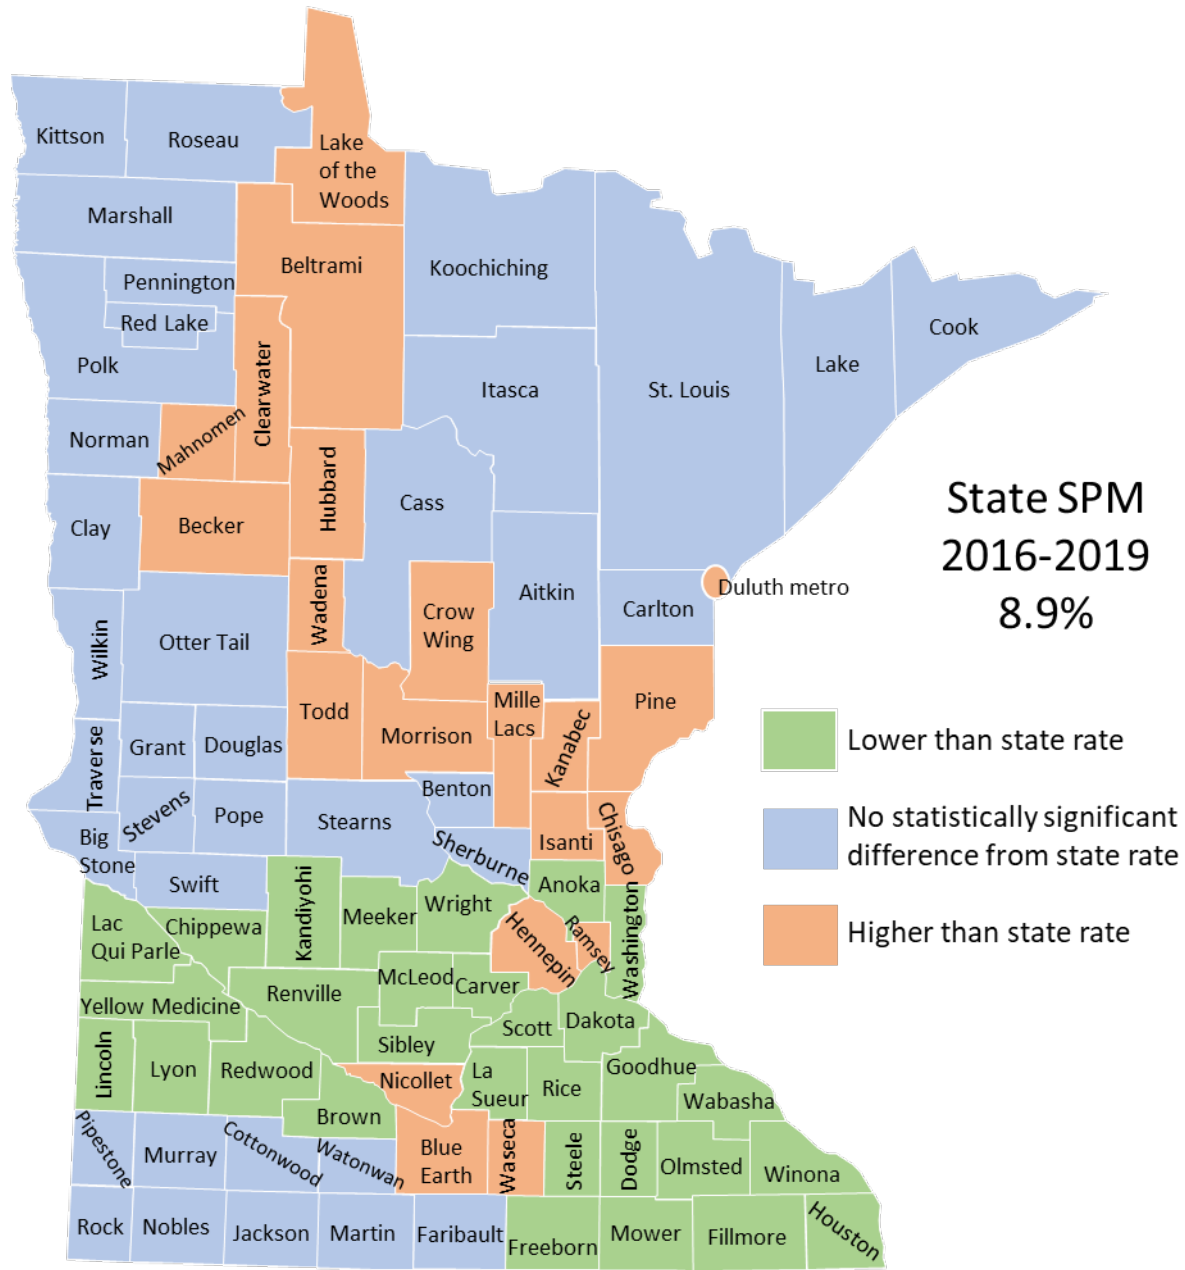 Kittson
Roseau
Lake
of the
Woods
Marshall
Beltrami
Koochiching
Pennington
Red Lake
Polk
Clearwater
Itasca
St. Louis
Lake
Cook
Norman
Mahnomen
Hubbard
Cass
Clay
Becker
State SPM
2016-2019
8.9%
Wadena
Crow
Wing
Aitkin
Carlton
Duluth metro
Wilkin
Otter Tail
Todd
Morrison
Mille
Lacs
Kanabec
Pine
Traverse
Grant
Douglas
Lower than state rate
Stevens
Pope
Stearns
Benton
Sherburne
Isanti
Chisago
No statistically significant
difference from state rate
Big
Stone
Swift
Kandiyohi
Meeker
Wright
Anoka
Hennepin
Ramsey
Washington
Higher than state rate
Lac
Qui Parle
Chippewa
Yellow Medicine
Renville
McLeod
Carver
Scott
Dakota
Sibley
Lincoln
Lyon
Redwood
Brown
Nicollet
La
Sueur
Rice
Goodhue
Wabasha
Pipestone
Murray
Cottonwood
Watonwan
Blue
Earth
Waseca
Steele
Dodge
Olmsted
Winona
Rock
Nobles
Jackson
Martin
Faribault
Freeborn
Mower
Fillmore
Houston